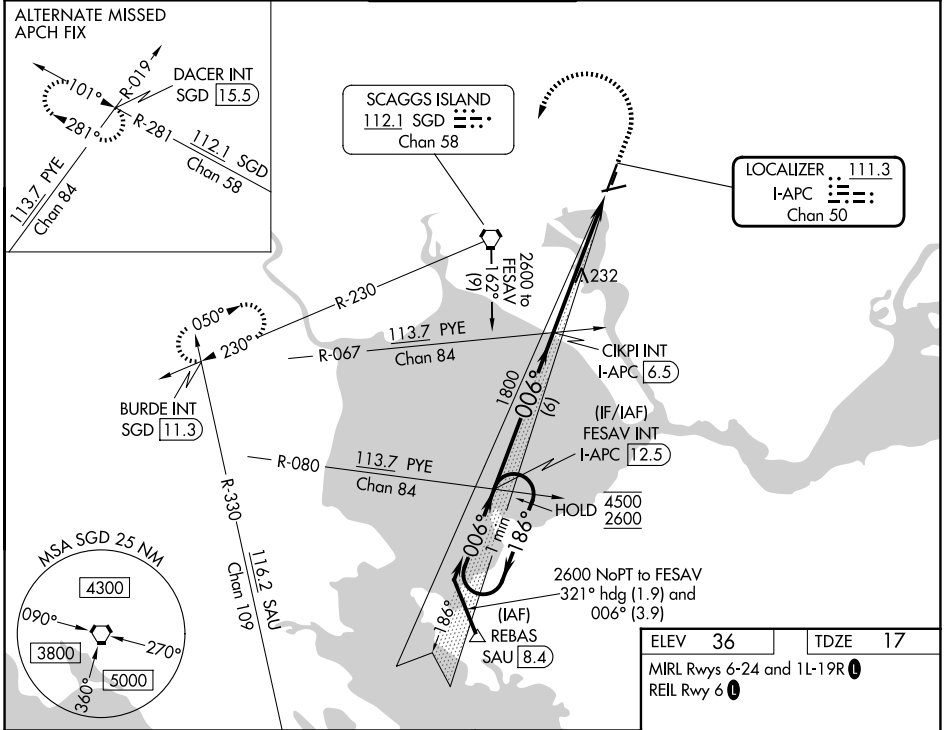 ALTERNATE MISSED
APCH FIX
R-019
DACER INT
SGD 15.5
101°
281°
R-281
112.1 SGD
Chan 58
113.7 PYE
Chan 84
SCAGGS ISLAND
112.1 SGD
Chan 58
LOCALIZER 111.3
I-APC
Chan 50
2600 to
FESAV
162°
(9)
232
R-230
050°
230°
R-067
113.7 PYE
Chan 84
CIKPI INT
I-APC 6.5
1800
006°
(6)
BURDE INT
SGD 11.3
(IF/IAF)
FESAV INT
I-APC 12.5
R-080
113.7 PYE
Chan 84
HOLD
4500
2600
R-330
116.2 SAU
Chan 109
006°
1 min
186°
186°
2600 NoPT to FESAV
321° hdg (1.9) and
006° (3.9)
(IAF)
REBAS
SAU 8.4
MSA SGD 25 NM
4300
090°
270°
3800
5000
360°
ELEV 36
TDZE 17
MIRL Rwys 6-24 and 1L-19R L
REIL Rwy 6 L